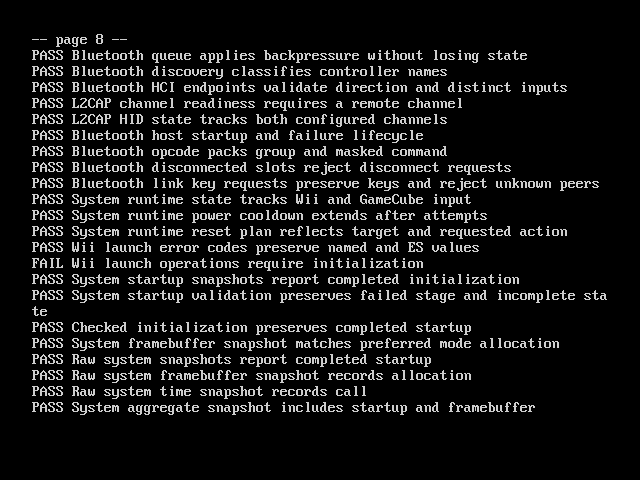 -- page 8 --
PASS Bluetooth queue applies backpressure without losing state
PASS Bluetooth discovery classifies controller names
PASS Bluetooth HCI endpoints validate direction and distinct inputs
PASS L2CAP channel readiness requires a remote channel
PASS L2CAP HID state tracks both configured channels
PASS Bluetooth host startup and failure lifecycle
PASS Bluetooth opcode packs group and masked command
PASS Bluetooth disconnected slots reject disconnect requests
PASS Bluetooth link key requests preserve keys and reject unknown peers
PASS System runtime state tracks Wii and GameCube input
PASS System runtime power cooldown extends after attempts
PASS System runtime reset plan reflects target and requested action
PASS Wii launch error codes preserve named and ES values
FAIL Wii launch operations require initialization
PASS System startup snapshots report completed initialization
PASS System startup validation preserves failed stage and incomplete sta
te
PASS Checked initialization preserves completed startup
PASS System framebuffer snapshot matches preferred mode allocation
PASS Raw system snapshots report completed startup
PASS Raw system framebuffer snapshot records allocation
PASS Raw system time snapshot records call
PASS System aggregate snapshot includes startup and framebuffer